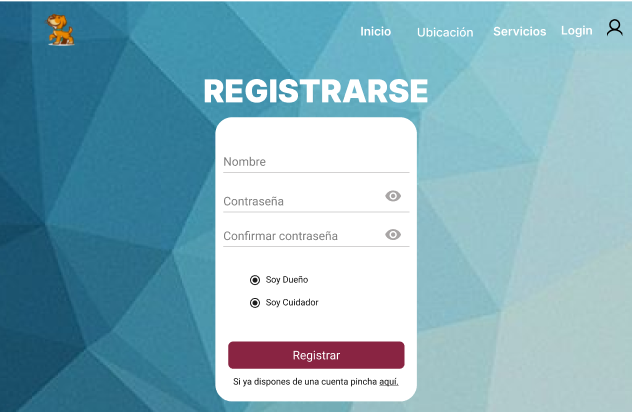 Inicio
Ubicación
Servicios
Login
REGISTRARSE
Nombre
Contraseña
Confirmar contraseña
Soy Dueño
Soy Cuidador
Registrar
Si ya dispones de una cuenta pincha aquí.